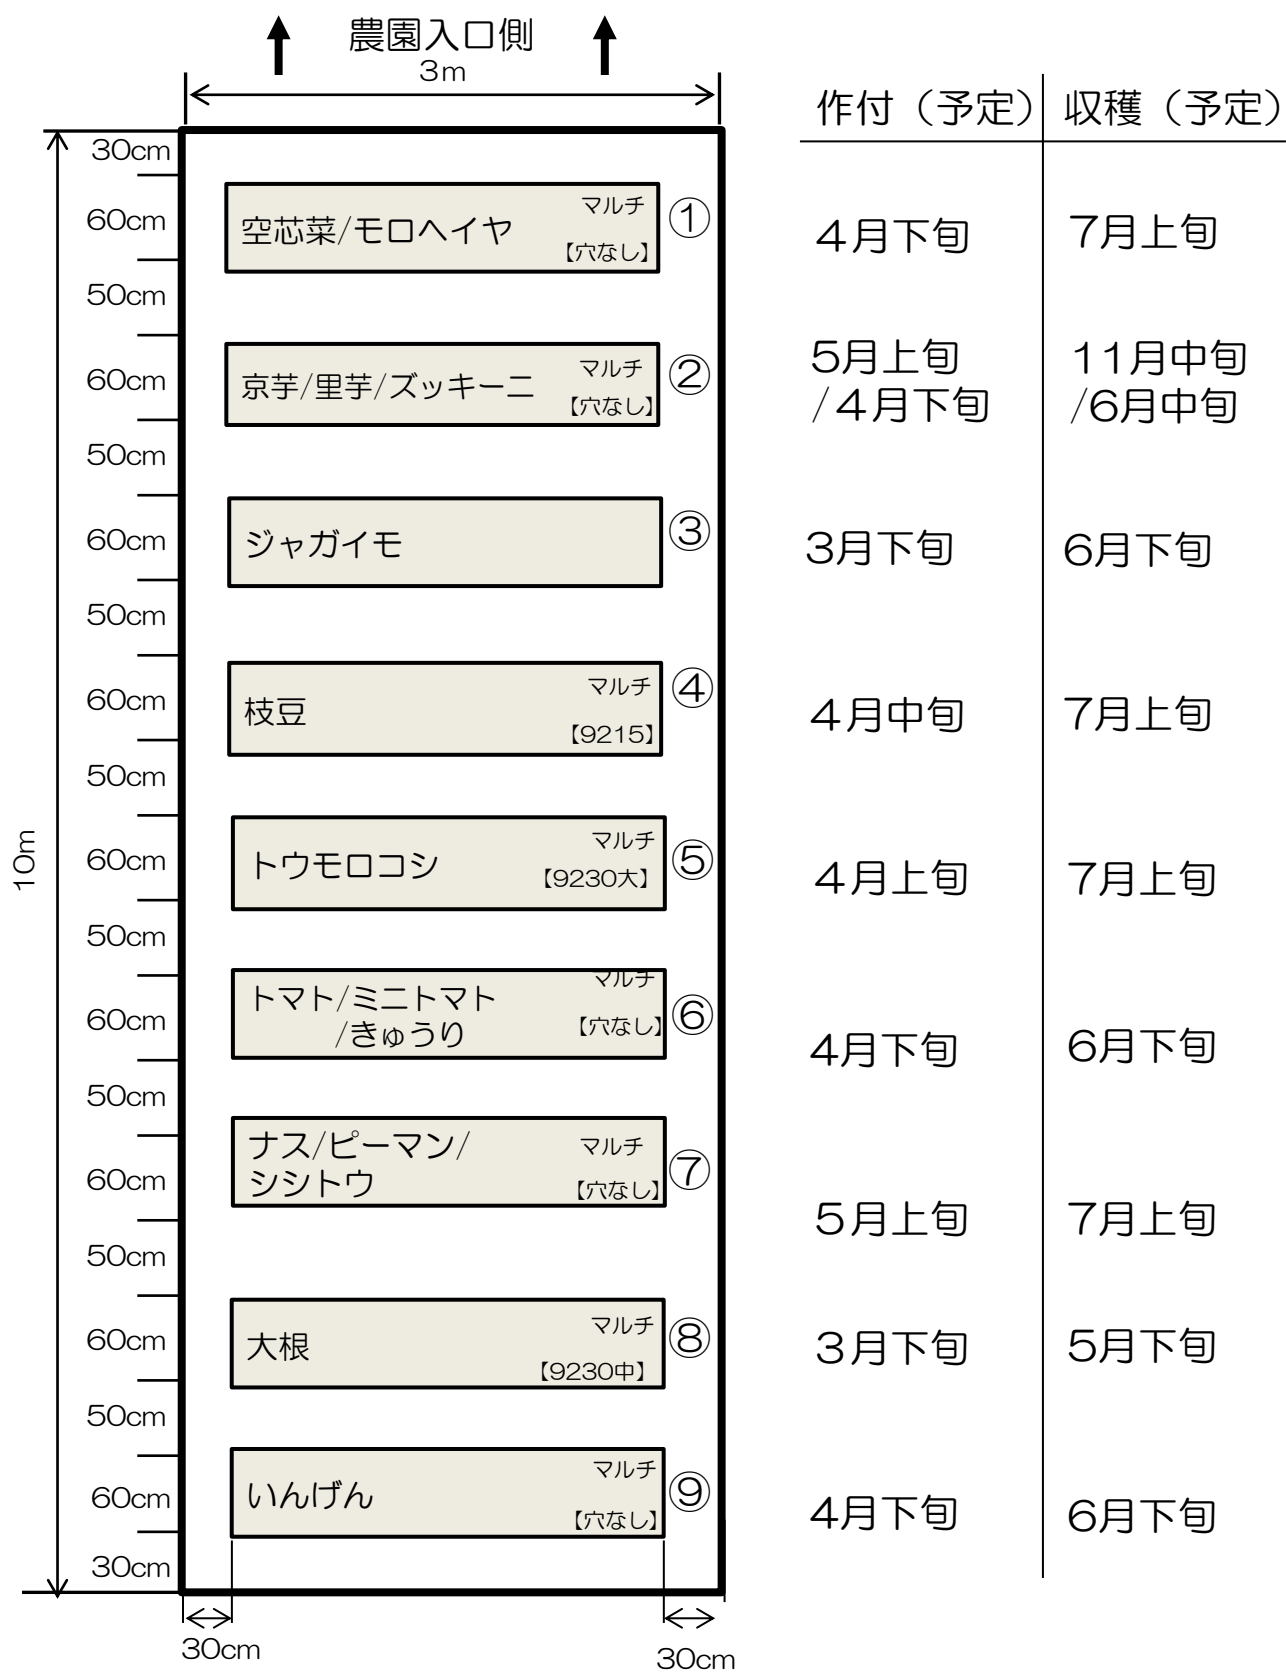 農園入口側
3m
作付（予定）
収穫（予定）
10m
30cm
60cm
空芯菜/モロヘイヤ
マルチ
【穴なし】
①
４月下旬
7月上旬
50cm
60cm
京芋/里芋/ズッキーニ
マルチ
【穴なし】
②
5月上旬
/４月下旬
11月中旬
/6月中旬
50cm
60cm
ジャガイモ
③
3月下旬
6月下旬
50cm
60cm
枝豆
マルチ
【9215】
④
４月中旬
7月上旬
50cm
60cm
トウモロコシ
マルチ
【9230大】
⑤
４月上旬
7月上旬
50cm
60cm
トマト/ミニトマト
/きゅうり
マルチ
【穴なし】
⑥
4月下旬
6月下旬
50cm
60cm
ナス/ピーマン/
シシトウ
マルチ
【穴なし】
⑦
５月上旬
7月上旬
50cm
60cm
大根
マルチ
【9230中】
⑧
３月下旬
5月下旬
50cm
60cm
いんげん
マルチ
【穴なし】
⑨
4月下旬
6月下旬
30cm
30cm
30cm